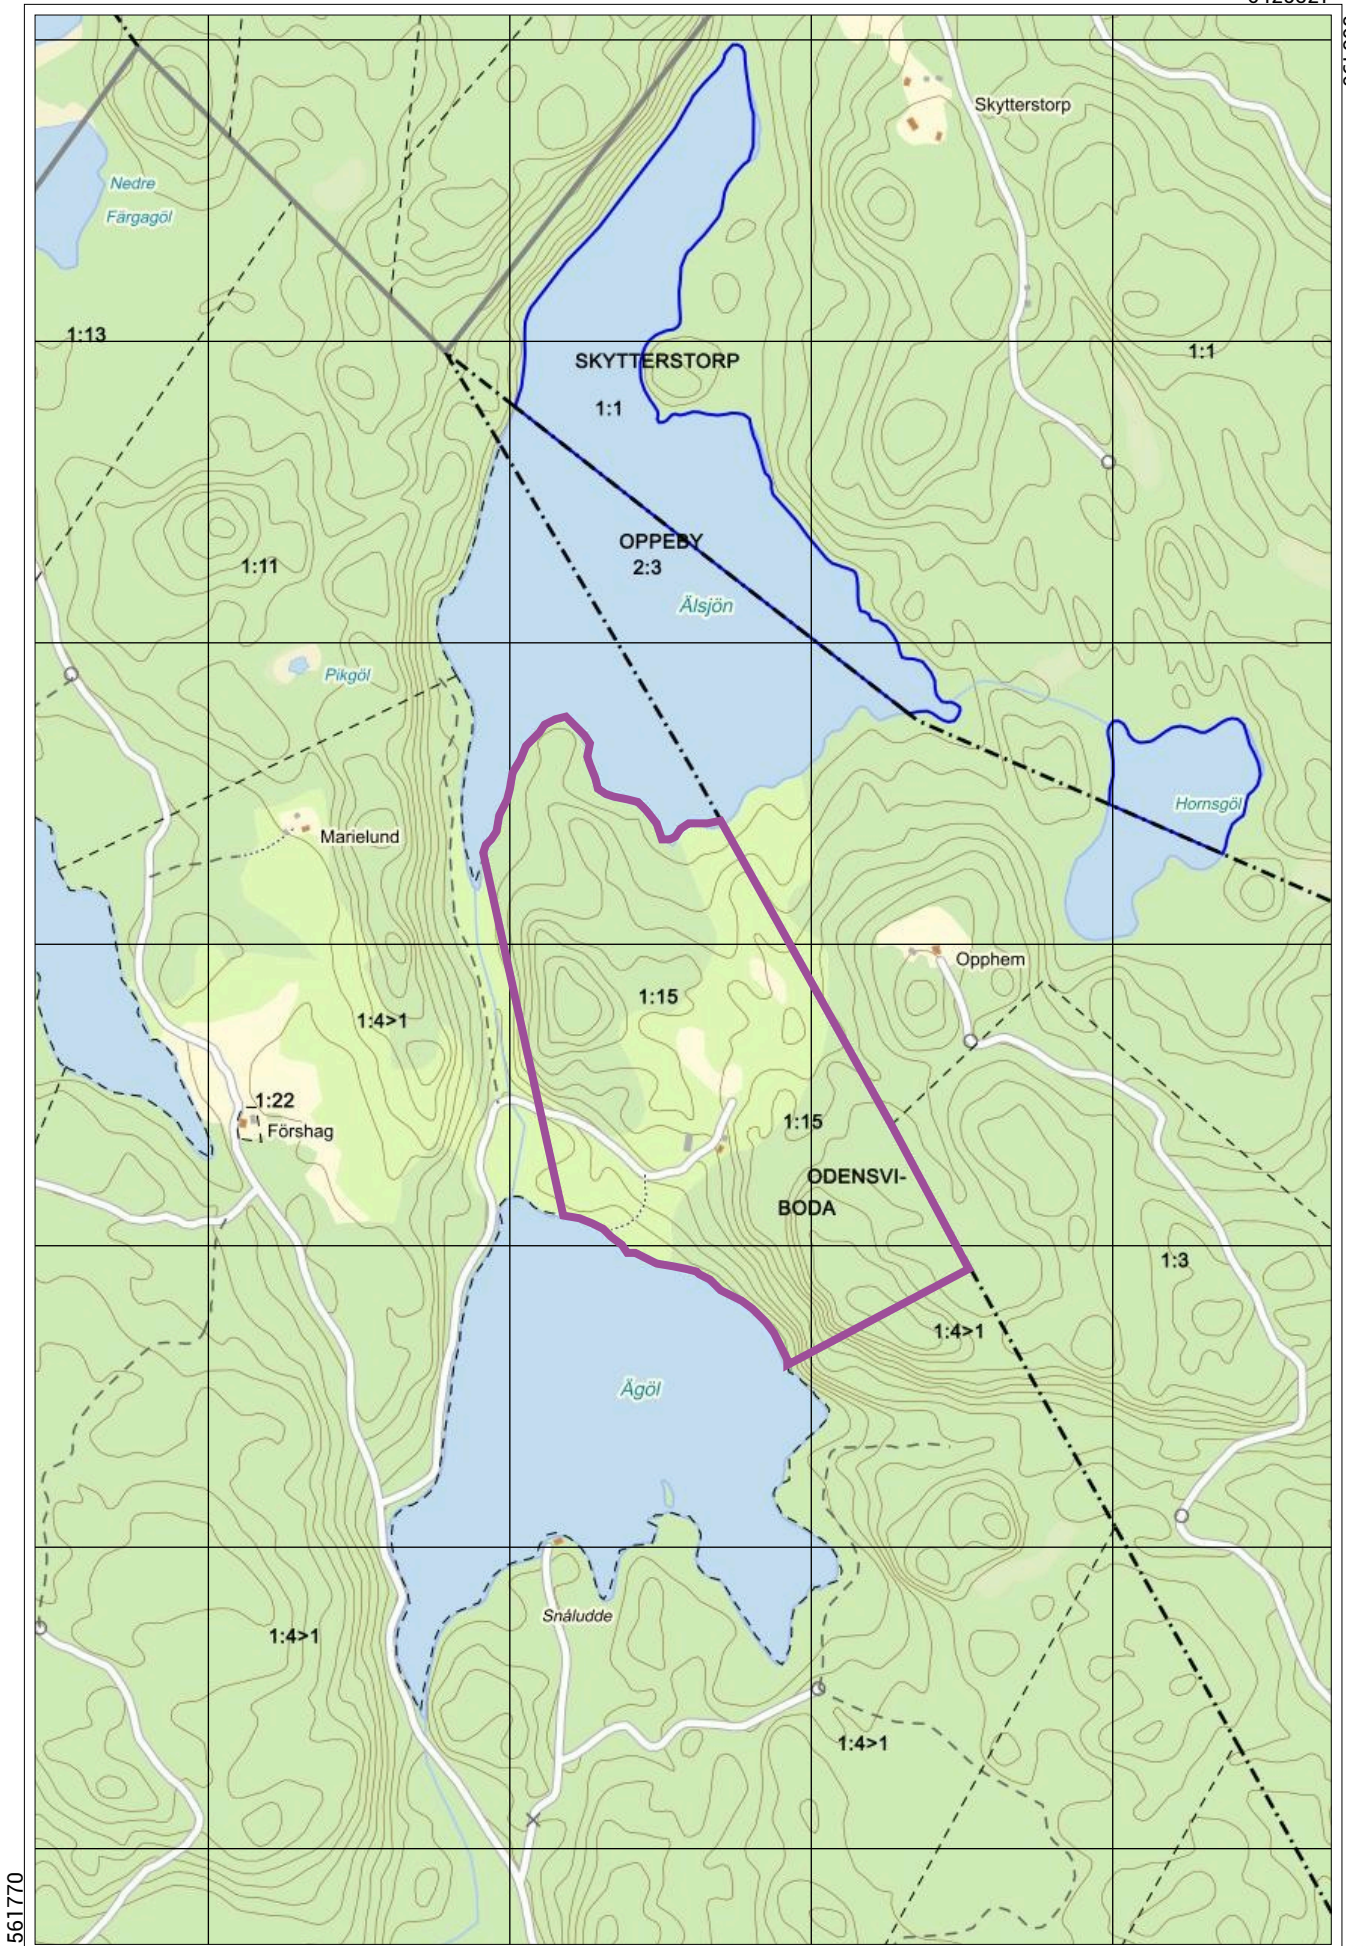 Skytterstorp
Nedre
Färgagöl
1:13
SKYTTERSTORP
1:1
1:1
OPPEBY
2:3
1:11
Älsjön
Pikgöl
Hornsgöl
Marielund
Opphem
1:15
1:4>1
1:22
Förshag
1:15
ODENSVI-
BODA
1:3
1:4>1
Ägöl
Snåludde
1:4>1
1:4>1
561770